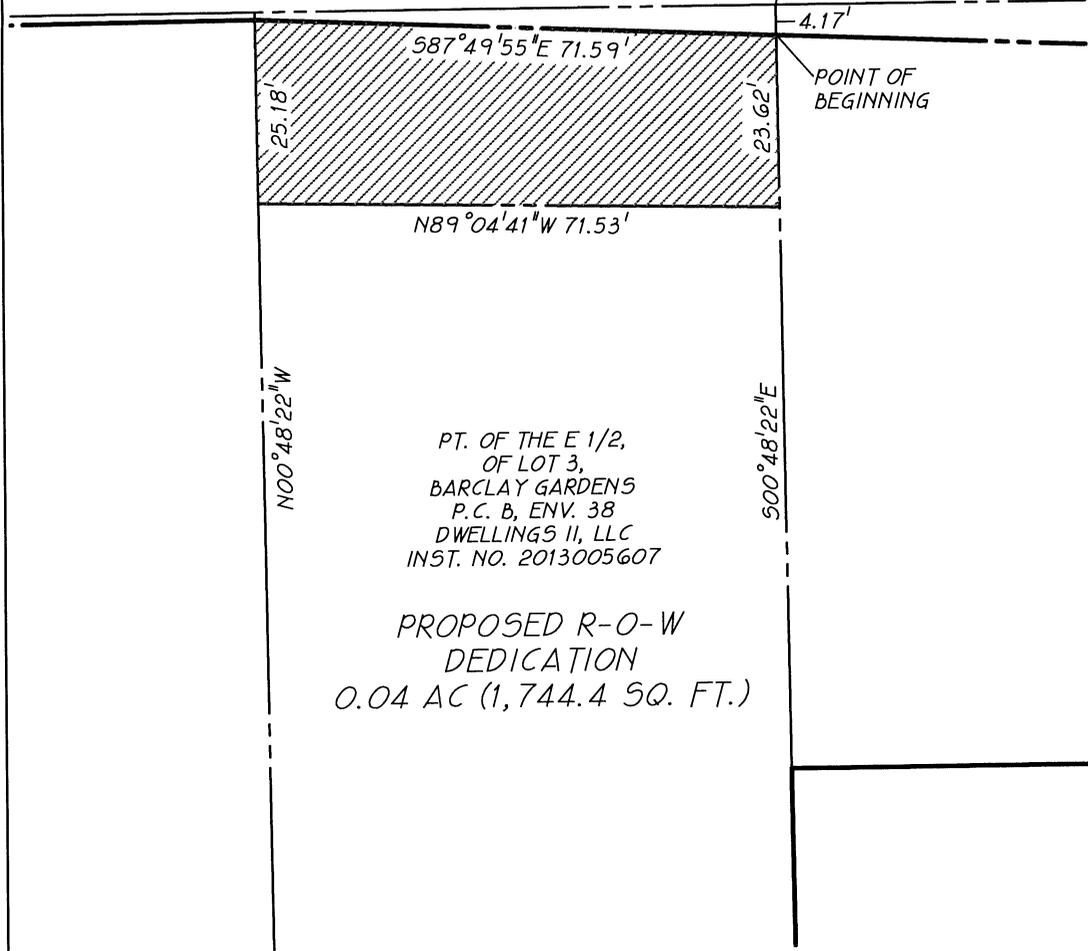 4.17'
S87°49'55"E 71.59'
POINT OF
BEGINNING
25.18'
23.62'
N89°04'41"W 71.53'
N00°48'22"W
S00°48'22"E
PT. OF THE E 1/2,
OF LOT 3,
BARCLAY GARDENS
P.C. B, ENV. 38
DWELLINGS II, LLC
INST. NO. 2013005607
PROPOSED R-O-W
DEDICATION
0.04 AC (1,744.4 SQ. FT.)